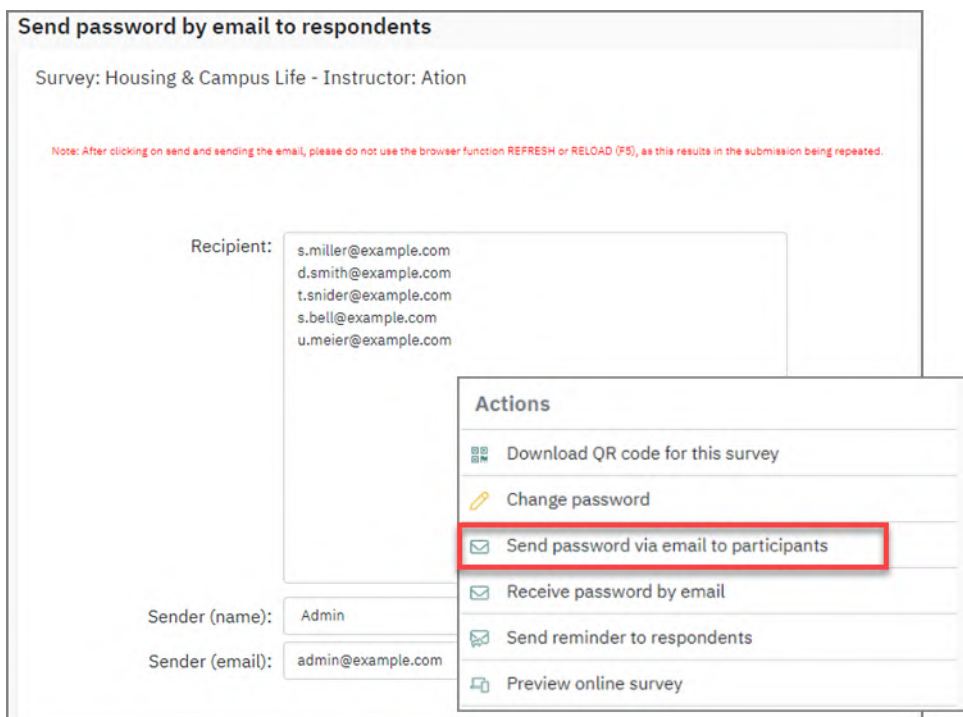 Send password by email to respondents
Survey: Housing & Campus Life - Instructor: Ation
Note: After clicking on send and sending the email, please do not use the browser function REFRESH or RELOAD (F5), as this results in the submission being repeated.
Recipient:
s.miller@example.com
d.smith@example.com
t.snider@example.com
s.bell@example.com
u.meier@example.com
Sender (name):
Admin
Sender (email):
admin@example.com
Actions
Download QR code for this survey
Change password
Send password via email to participants
Receive password by email
Send reminder to respondents
Preview online survey